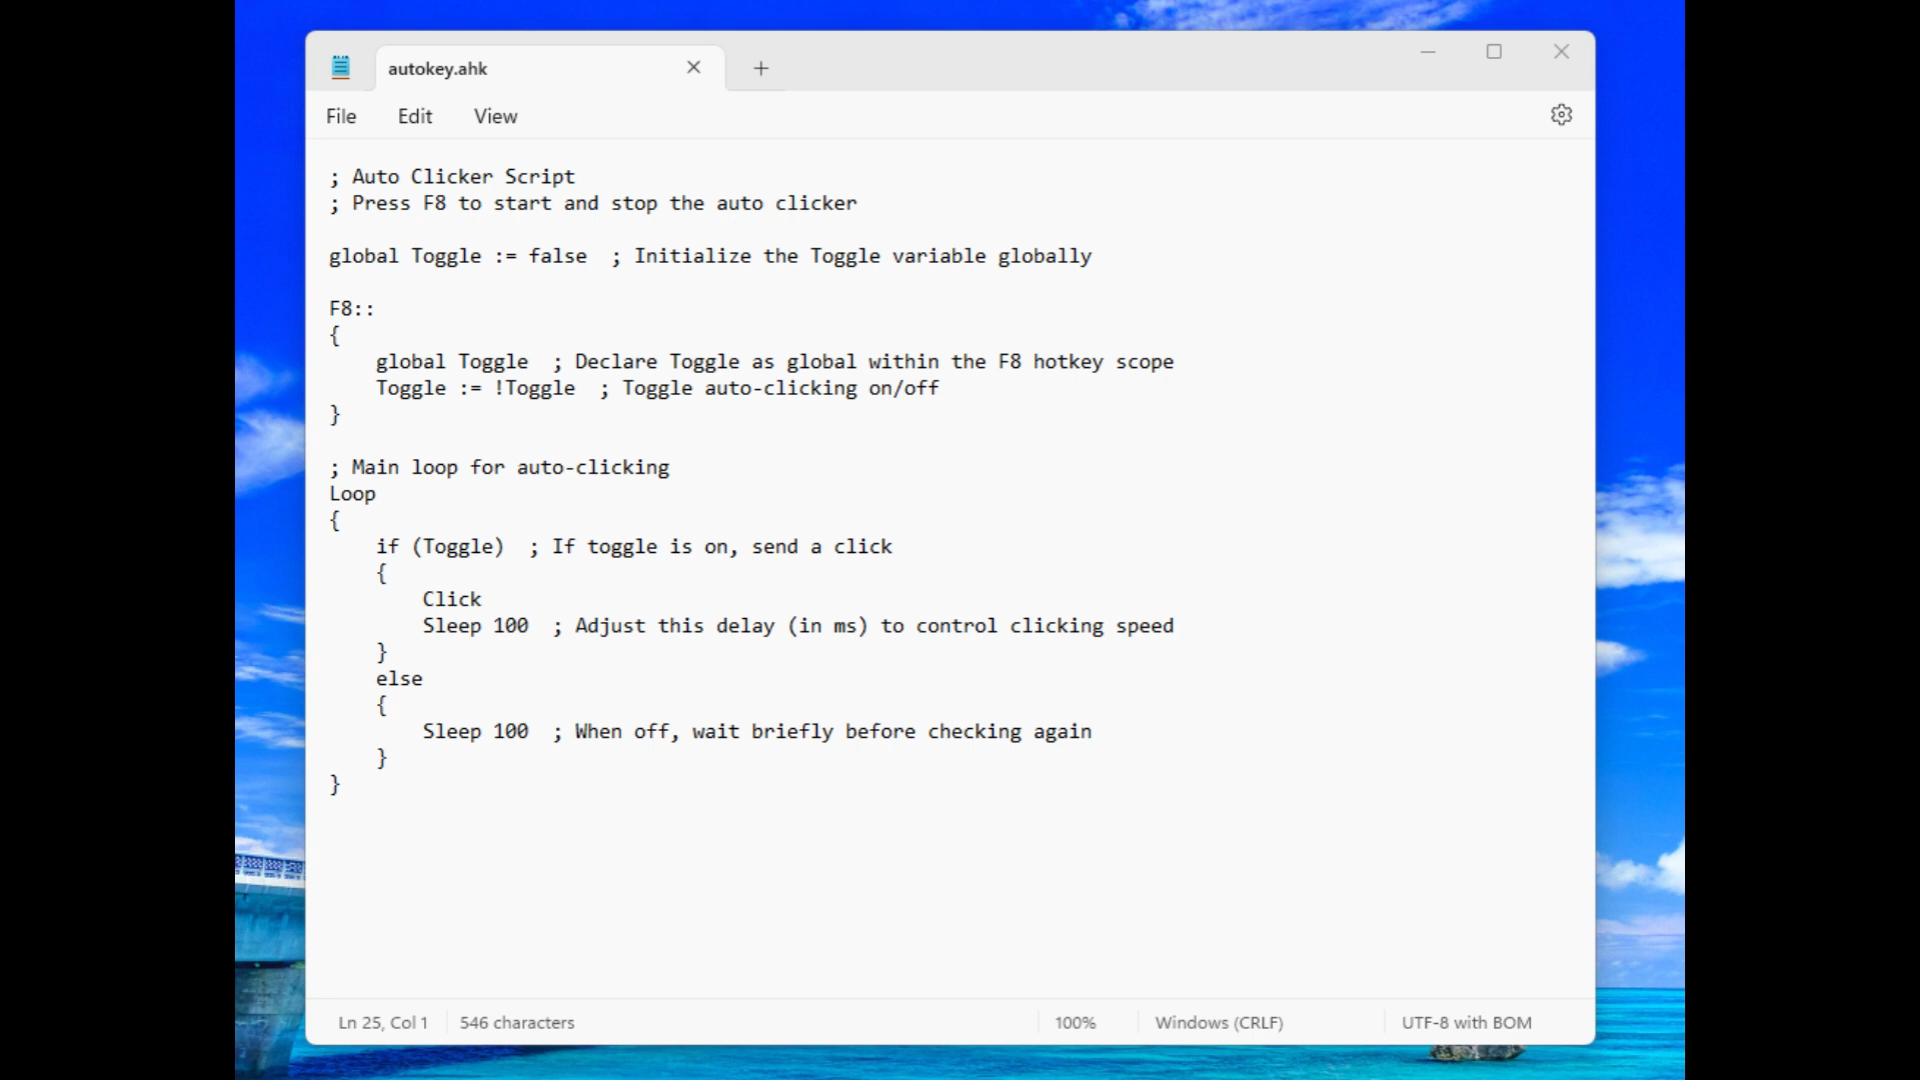 autokey.ahk
File Edit View
; Auto Clicker Script
; Press F8 to start and stop the auto clicker
global Toggle := false  ; Initialize the Toggle variable globally
F8::
{
    global Toggle  ; Declare Toggle as global within the F8 hotkey scope
    Toggle := !Toggle  ; Toggle auto-clicking on/off
}
; Main loop for auto-clicking
Loop
{
    if (Toggle)  ; If toggle is on, send a click
    {
        Click
        Sleep 100  ; Adjust this delay (in ms) to control clicking speed
    }
    else
    {
        Sleep 100  ; When off, wait briefly before checking again
    }
}
Ln 25, Col 1 546 characters 100% Windows (CRLF) UTF-8 with BOM